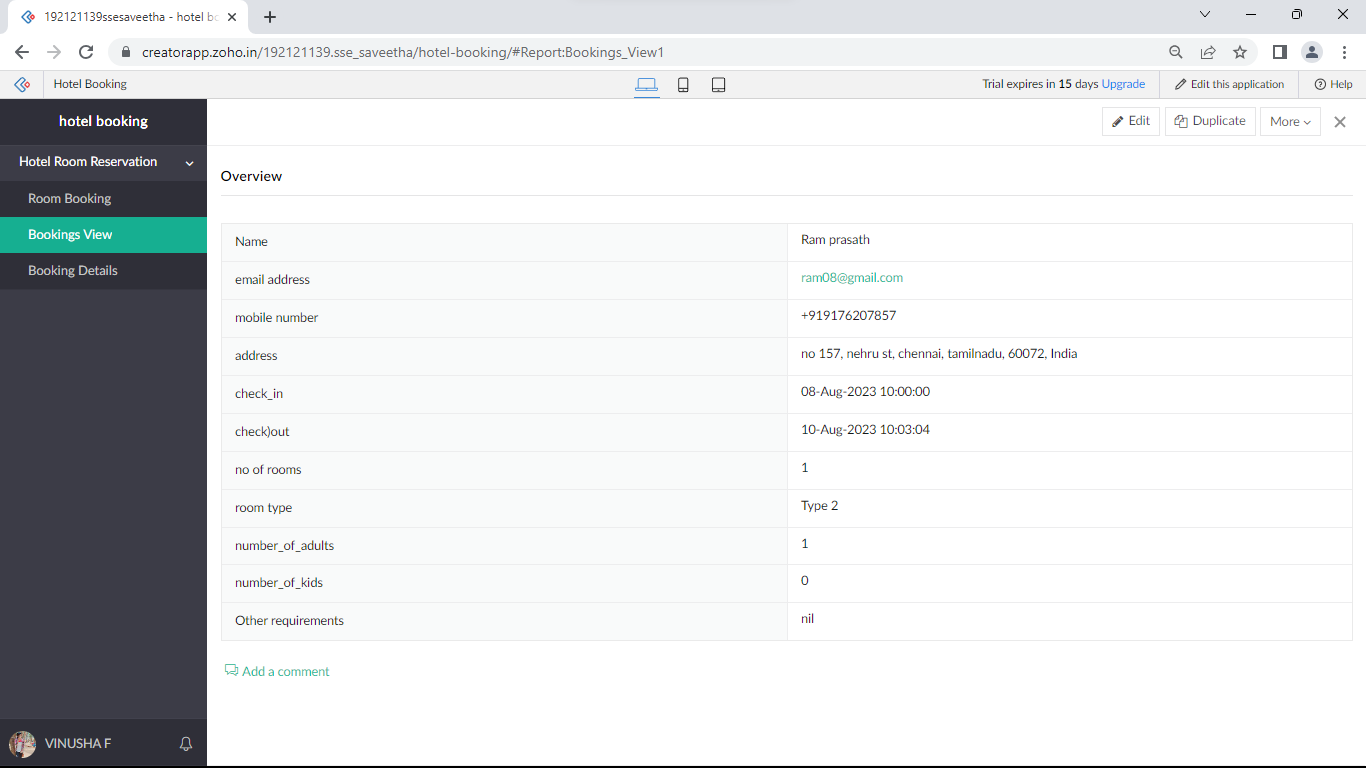 192121139ssesaveetha - hotel bo
creatorapp.zoho.in/192121139.sse_saveetha/hotel-booking/#Report:Bookings_View1
Hotel Booking
Trial expires in 15 days Upgrade
Edit this application
Help
hotel booking
Edit
Duplicate
More
Hotel Room Reservation
Room Booking
Bookings View
Booking Details
Overview
Name Ram prasath
email address ram08@gmail.com
mobile number +919176207857
address no 157, nehru st, chennai, tamilnadu, 60072, India
check_in 08-Aug-2023 10:00:00
check)out 10-Aug-2023 10:03:04
no of rooms 1
room type Type 2
number_of_adults 1
number_of_kids 0
Other requirements nil
Add a comment
VINUSHA F